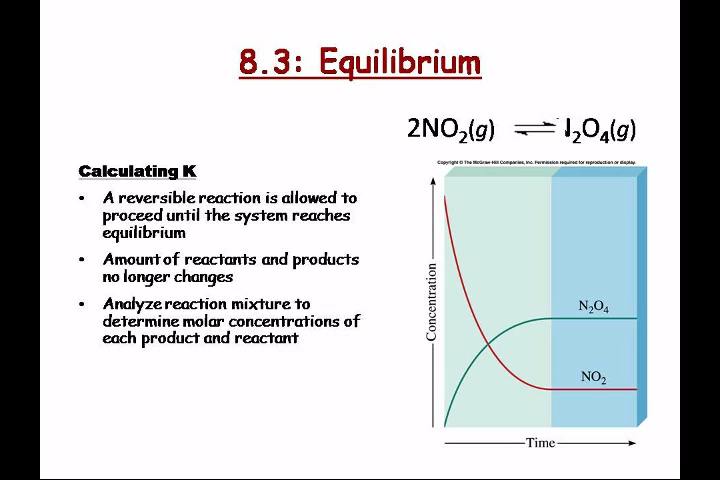 8.3: Equilibrium
2NO₂(g) ⇌ I₂O₄(g)
Calculating K
• A reversible reaction is allowed to
proceed until the system reaches
equilibrium
• Amount of reactants and products
no longer changes
• Analyze reaction mixture to
determine molar concentrations of
each product and reactant
Copyright © The McGraw-Hill Companies, Inc. Permission required for reproduction or display.
Concentration
N₂O₄
NO₂
Time